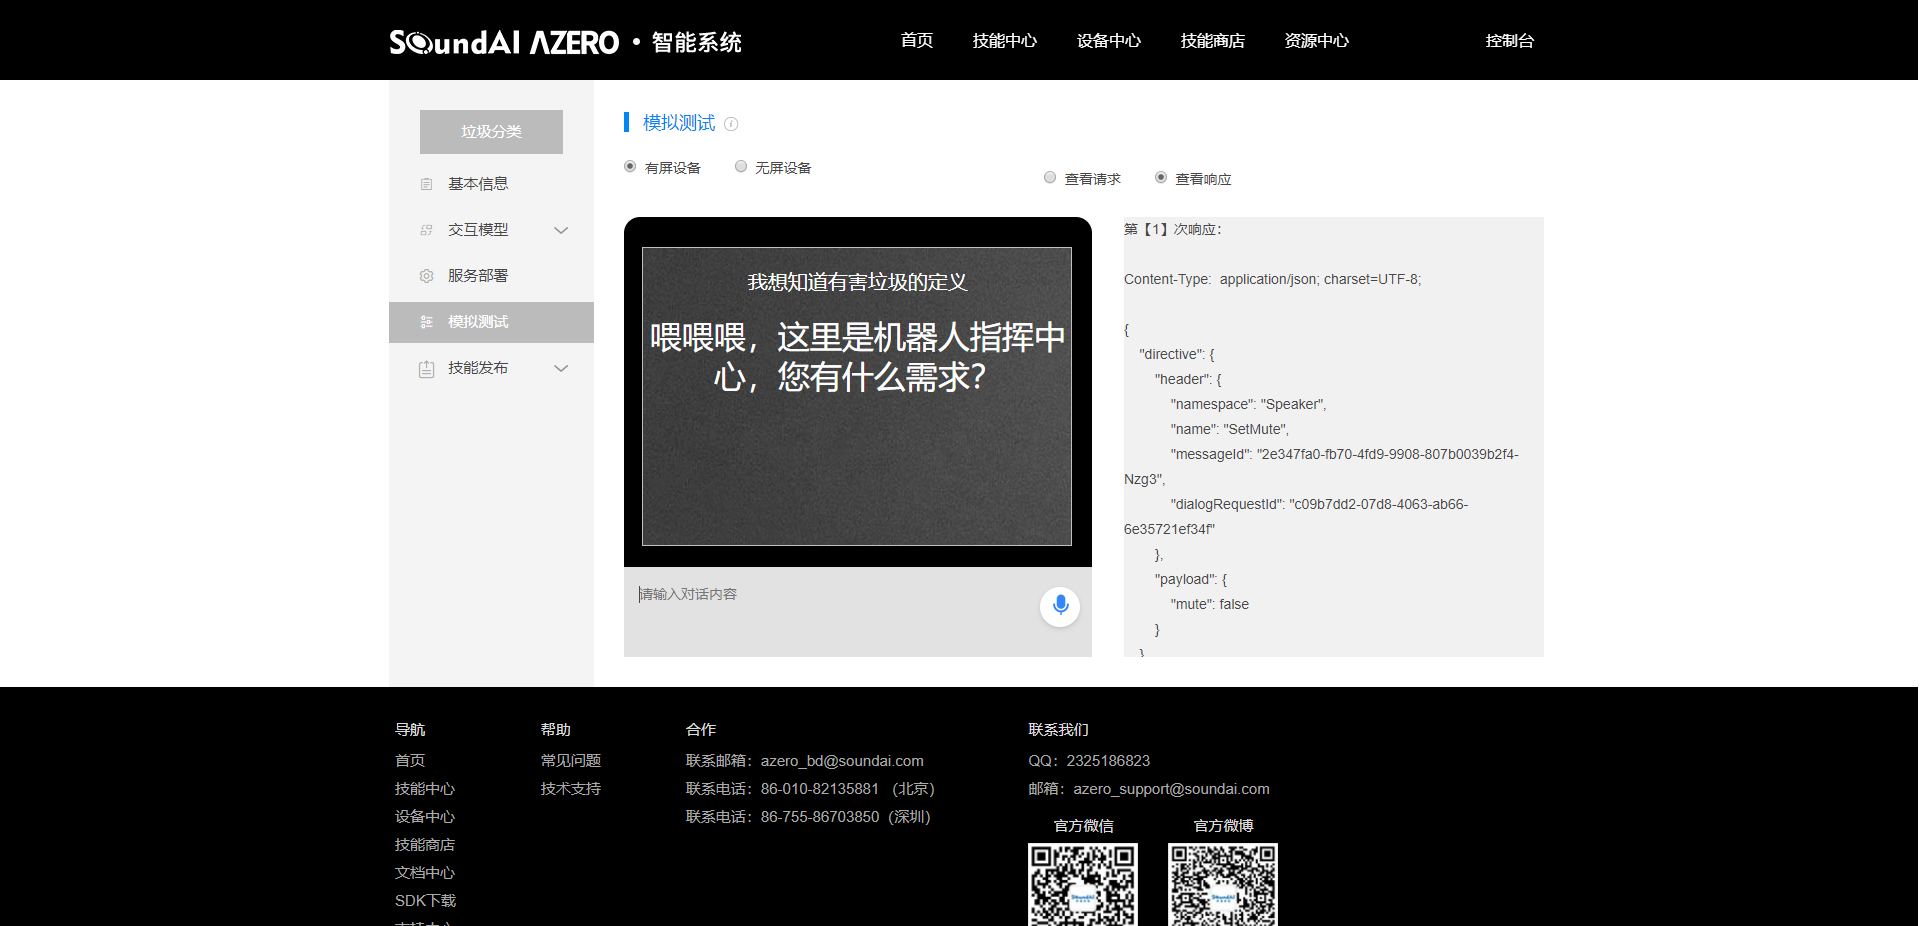 SoundAI AZERO · 智能系统
首页 技能中心 设备中心 技能商店 资源中心 控制台
垃圾分类
基本信息
交互模型
服务部署
模拟测试
技能发布
模拟测试
有屏设备 无屏设备
查看请求 查看响应
我想知道有害垃圾的定义
喂喂喂，这里是机器人指挥中
心，您有什么需求？
请输入对话内容
第【1】次响应：
Content-Type: application/json; charset=UTF-8;
{
"directive": {
"header": {
"namespace": "Speaker",
"name": "SetMute",
"messageId": "2e347fa0-fb70-4fd9-9908-807b0039b2f4-
Nzg3",
"dialogRequestId": "c09b7dd2-07d8-4063-ab66-
6e35721ef34f"
},
"payload": {
"mute": false
}
}
导航
首页
技能中心
设备中心
技能商店
文档中心
SDK下载
支持中心
帮助
常见问题
技术支持
合作
联系邮箱：azero_bd@soundai.com
联系电话：86-010-82135881 （北京）
联系电话：86-755-86703850（深圳）
联系我们
QQ：2325186823
邮箱：azero_support@soundai.com
官方微信 官方微博
SoundAI SoundAI